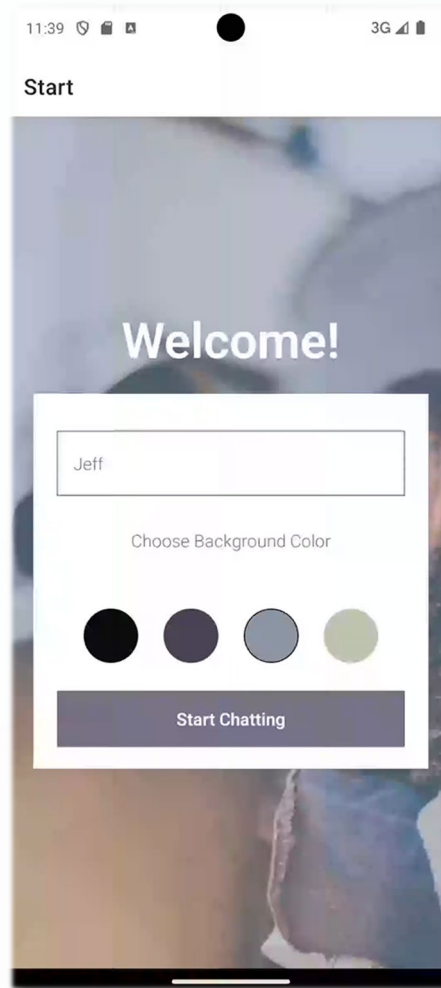 11:39
3G
Start
Welcome!
Jeff
Choose Background Color
Start Chatting